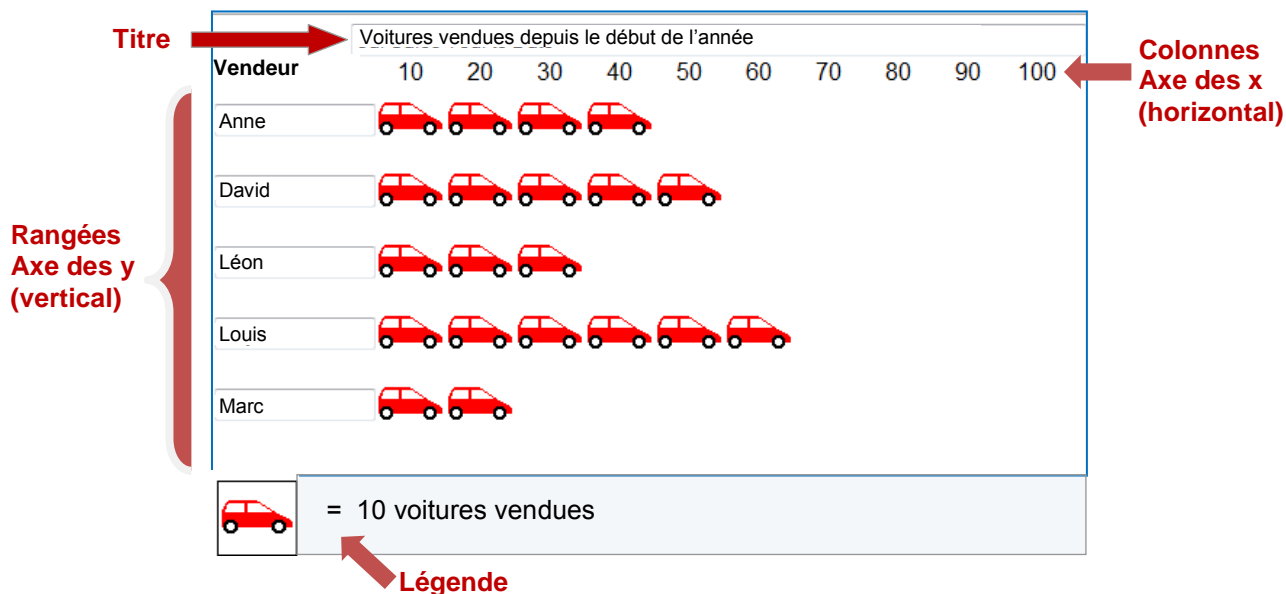 Titre
Voitures vendues depuis le début de l'année
Vendeur 10 20 30 40 50 60 70 80 90 100
Colonnes
Axe des x
(horizontal)
Anne
David
Rangées
Axe des y
(vertical)
Léon
Louis
Marc
= 10 voitures vendues
Légende